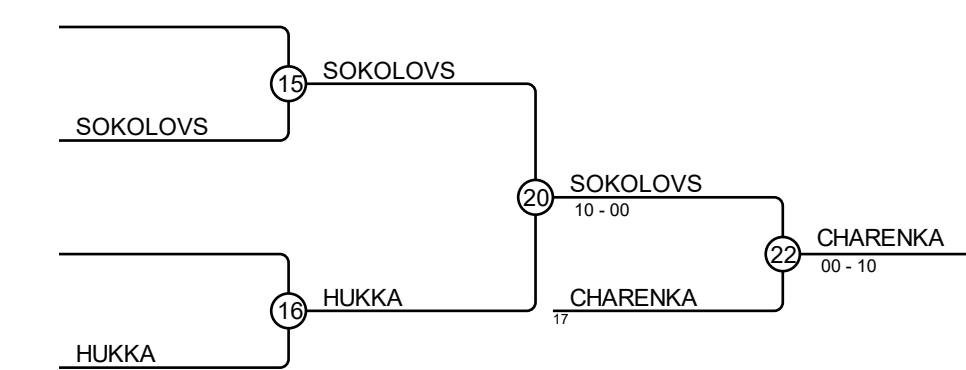 SOKOLOVS
15
SOKOLOVS
SOKOLOVS
20
10 - 00
CHARENKA
22
00 - 10
HUKKA
16
CHARENKA
17
HUKKA